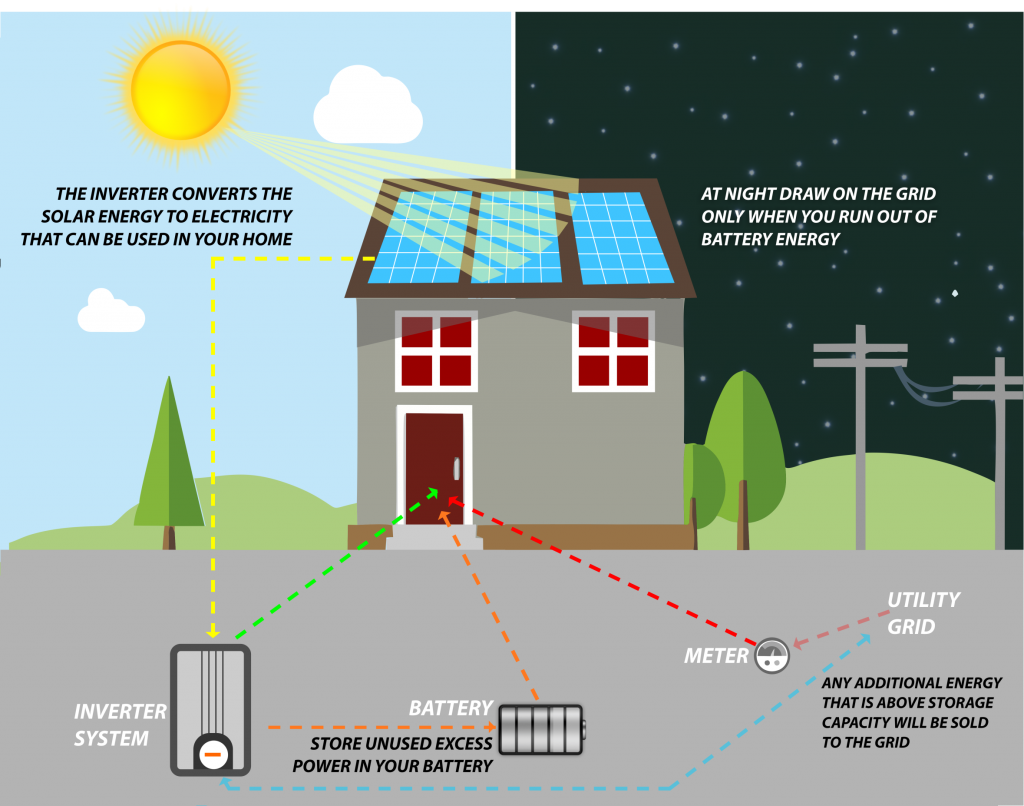 THE INVERTER CONVERTS THE
SOLAR ENERGY TO ELECTRICITY
THAT CAN BE USED IN YOUR HOME
AT NIGHT DRAW ON THE GRID
ONLY WHEN YOU RUN OUT OF
BATTERY ENERGY
UTILITY
GRID
METER
ANY ADDITIONAL ENERGY
THAT IS ABOVE STORAGE
CAPACITY WILL BE SOLD
TO THE GRID
INVERTER
SYSTEM
BATTERY
STORE UNUSED EXCESS
POWER IN YOUR BATTERY